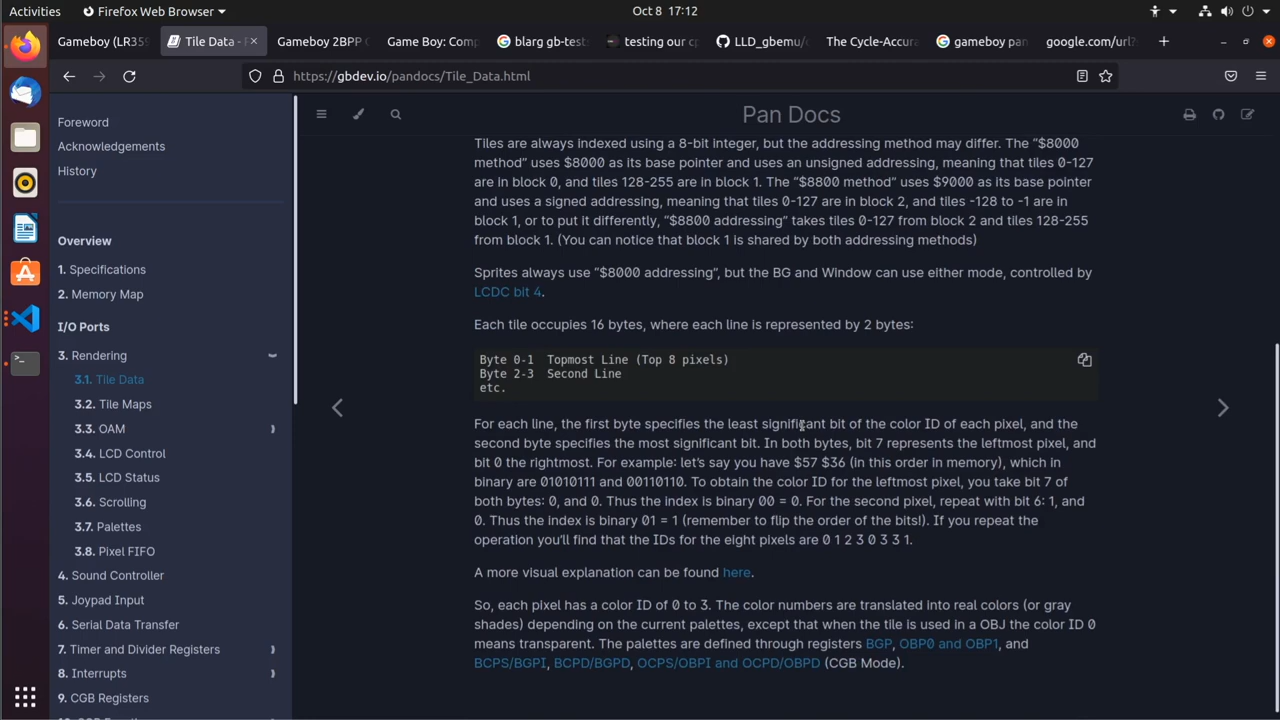 Activities
Firefox Web Browser
Oct 8 17:12
Gameboy (LR359
Tile Data -
Gameboy 2BPP
Game Boy: Comp
blarg gb-tests
testing our cp
LLD_gbemu/
The Cycle-Accura
gameboy pan
google.com/url?
https://gbdev.io/pandocs/Tile_Data.html
Foreword
Acknowledgements
History
Overview
1. Specifications
2. Memory Map
I/O Ports
3. Rendering
3.1. Tile Data
3.2. Tile Maps
3.3. OAM
3.4. LCD Control
3.5. LCD Status
3.6. Scrolling
3.7. Palettes
3.8. Pixel FIFO
4. Sound Controller
5. Joypad Input
6. Serial Data Transfer
7. Timer and Divider Registers
8. Interrupts
9. CGB Registers
Pan Docs
Tiles are always indexed using a 8-bit integer, but the addressing method may differ. The “$8000
method” uses $8000 as its base pointer and uses an unsigned addressing, meaning that tiles 0-127
are in block 0, and tiles 128-255 are in block 1. The “$8800 method” uses $9000 as its base pointer
and uses a signed addressing, meaning that tiles 0-127 are in block 2, and tiles -128 to -1 are in
block 1, or to put it differently, “$8800 addressing” takes tiles 0-127 from block 2 and tiles 128-255
from block 1. (You can notice that block 1 is shared by both addressing methods)
Sprites always use “$8000 addressing”, but the BG and Window can use either mode, controlled by
LCDC bit 4.
Each tile occupies 16 bytes, where each line is represented by 2 bytes:
Byte 0-1  Topmost Line (Top 8 pixels)
Byte 2-3  Second Line
etc.
For each line, the first byte specifies the least significant bit of the color ID of each pixel, and the
second byte specifies the most significant bit. In both bytes, bit 7 represents the leftmost pixel, and
bit 0 the rightmost. For example: let’s say you have $57 $36 (in this order in memory), which in
binary are 01010111 and 00110110. To obtain the color ID for the leftmost pixel, you take bit 7 of
both bytes: 0, and 0. Thus the index is binary 00 = 0. For the second pixel, repeat with bit 6: 1, and
0. Thus the index is binary 01 = 1 (remember to flip the order of the bits!). If you repeat the
operation you’ll find that the IDs for the eight pixels are 0 1 2 3 0 3 3 1.
A more visual explanation can be found here.
So, each pixel has a color ID of 0 to 3. The color numbers are translated into real colors (or gray
shades) depending on the current palettes, except that when the tile is used in a OBJ the color ID 0
means transparent. The palettes are defined through registers BGP, OBP0 and OBP1, and
BCPS/BGPI, BCPD/BGPD, OCPS/OBPI and OCPD/OBPD (CGB Mode).